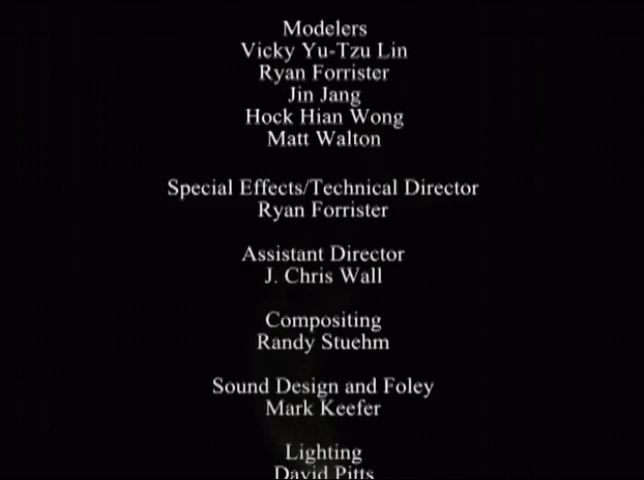 Modelers
Vicky Yu-Tzu Lin
Ryan Forrister
Jin Jang
Hock Hian Wong
Matt Walton
Special Effects/Technical Director
Ryan Forrister
Assistant Director
J. Chris Wall
Compositing
Randy Stuehm
Sound Design and Foley
Mark Keefer
Lighting
David Pitts